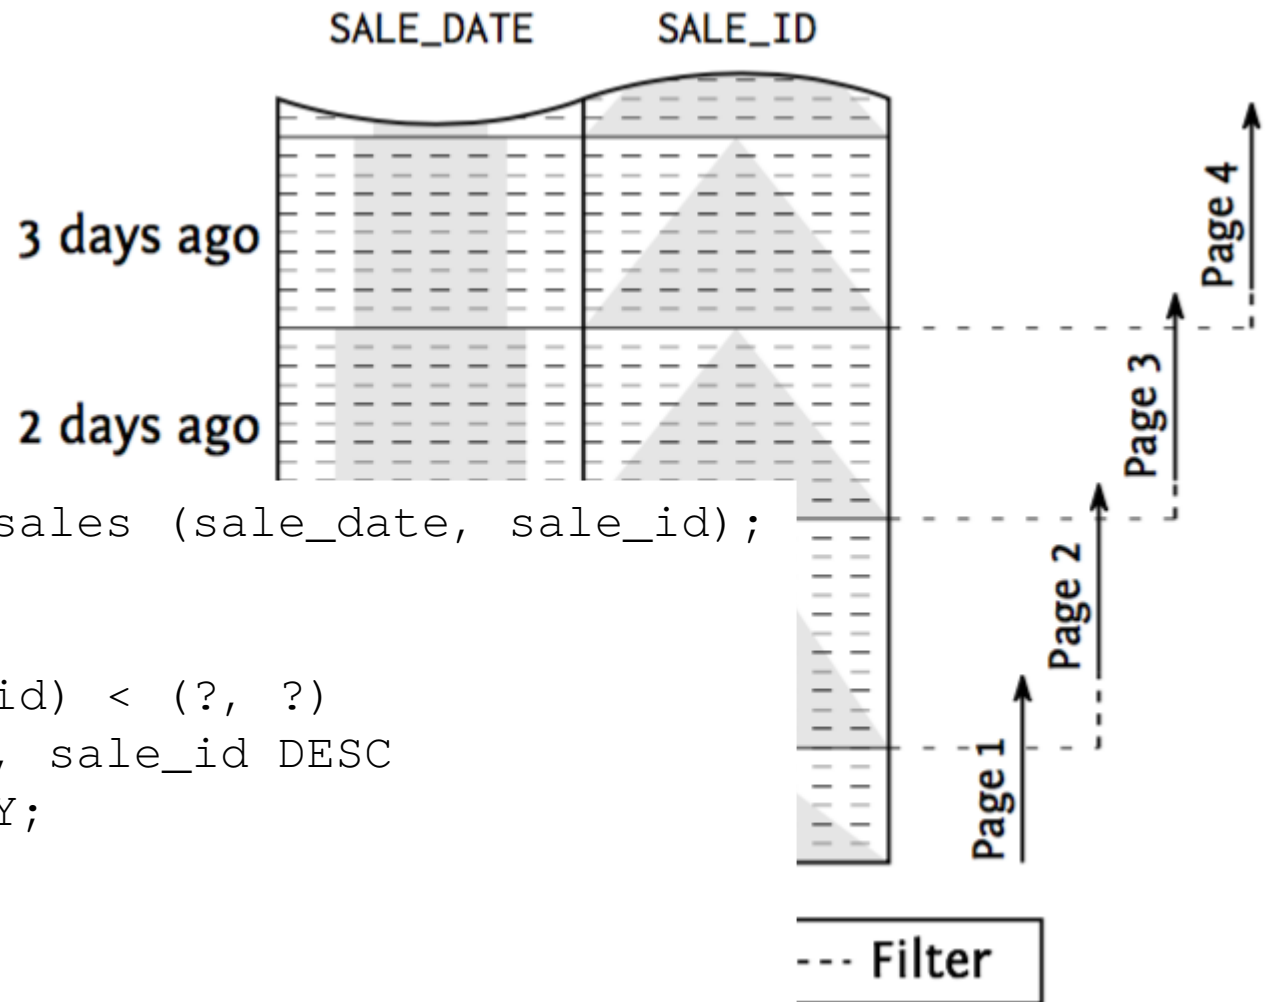 SALE_DATE SALE_ID
3 days ago
2 days ago
sales (sale_date, sale_id);
id) < (?, ?)
, sale_id DESC
Y;
Page 4
Page 3
Page 2
Page 1
Filter